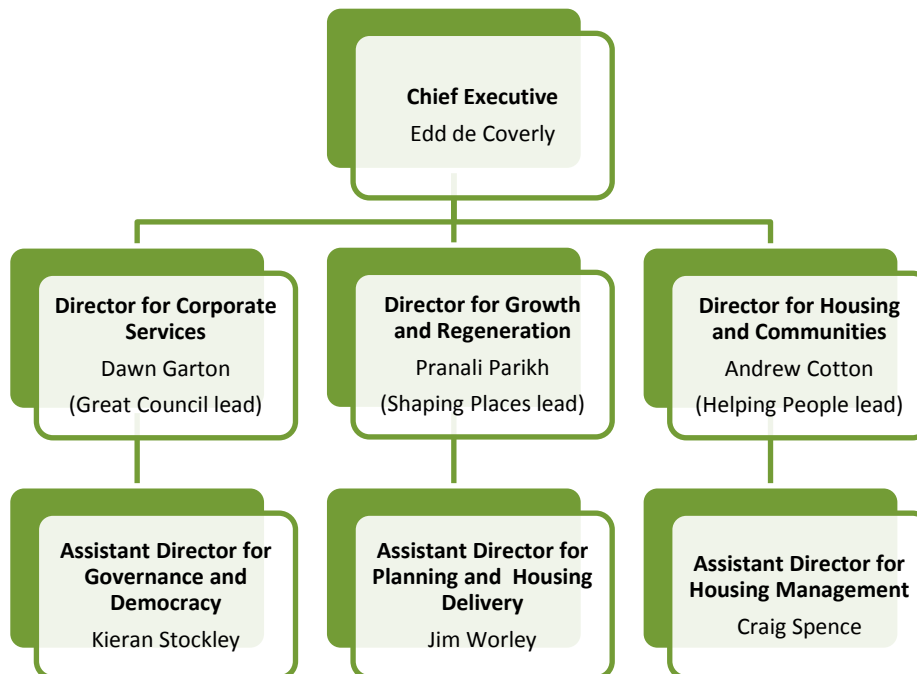 Chief Executive
Edd de Coverly
Director for Corporate
Services
Dawn Garton
(Great Council lead)
Director for Growth
and Regeneration
Pranali Parikh
(Shaping Places lead)
Director for Housing
and Communities
Andrew Cotton
(Helping People lead)
Assistant Director for
Governance and
Democracy
Kieran Stockley
Assistant Director for
Planning and Housing
Delivery
Jim Worley
Assistant Director for
Housing Management
Craig Spence